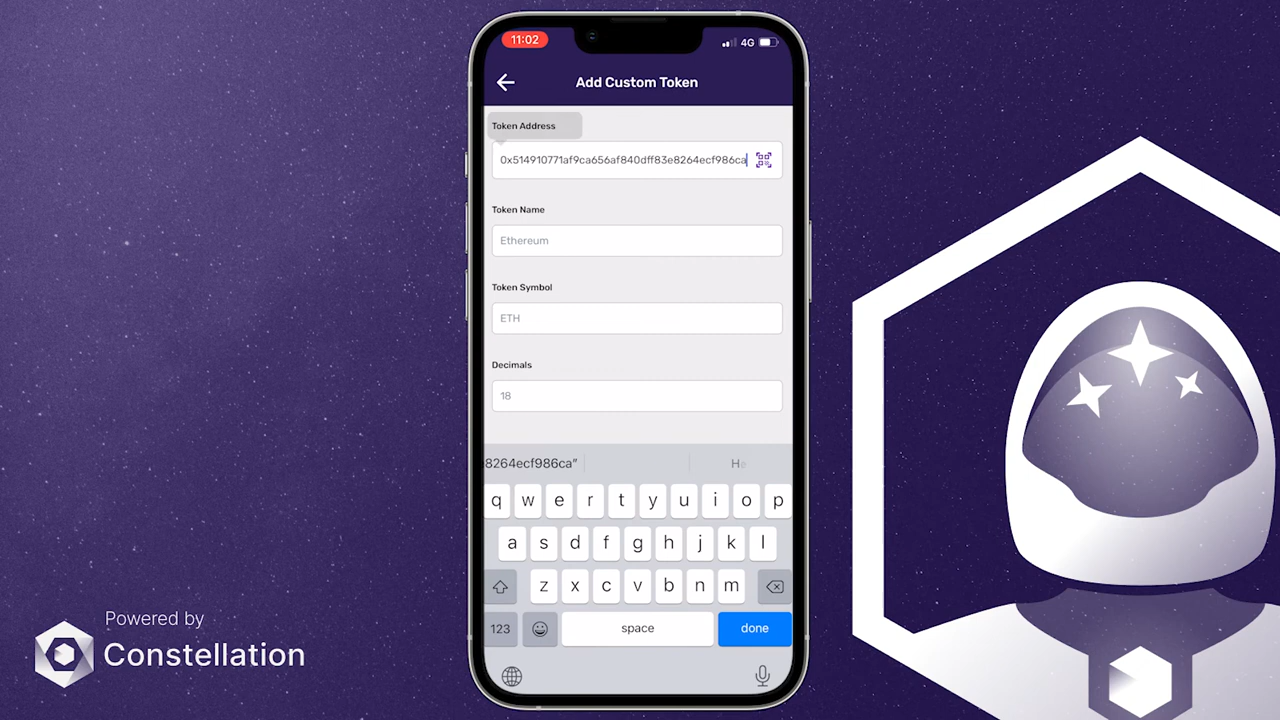 11:02
4G
Add Custom Token
Token Address
0x514910771af9ca656af840dff83e8264ecf986ca
Token Name
Ethereum
Token Symbol
ETH
Decimals
18
8264ecf986ca"
He
q w e r t y u i o p
a s d f g h j k l
z x c v b n m
123
space
done
Powered by
Constellation